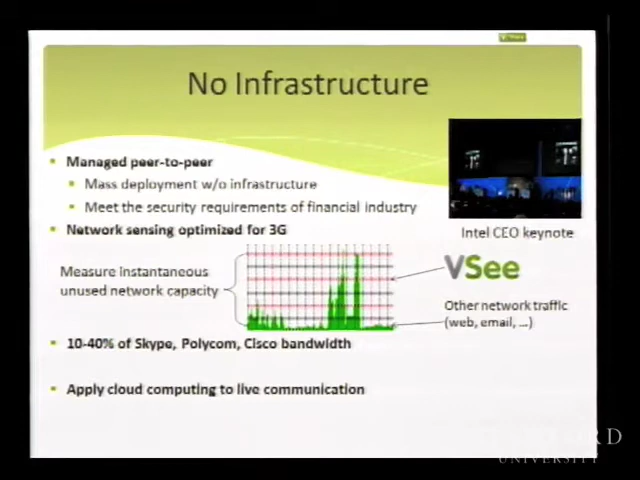 No Infrastructure
Managed peer-to-peer
Mass deployment w/o infrastructure
Meet the security requirements of financial industry
Intel CEO keynote
Network sensing optimized for 3G
Measure instantaneous
unused network capacity
VSee
Other network traffic
(web, email, ...)
10-40% of Skype, Polycom, Cisco bandwidth
Apply cloud computing to live communication
UNIVERSITY